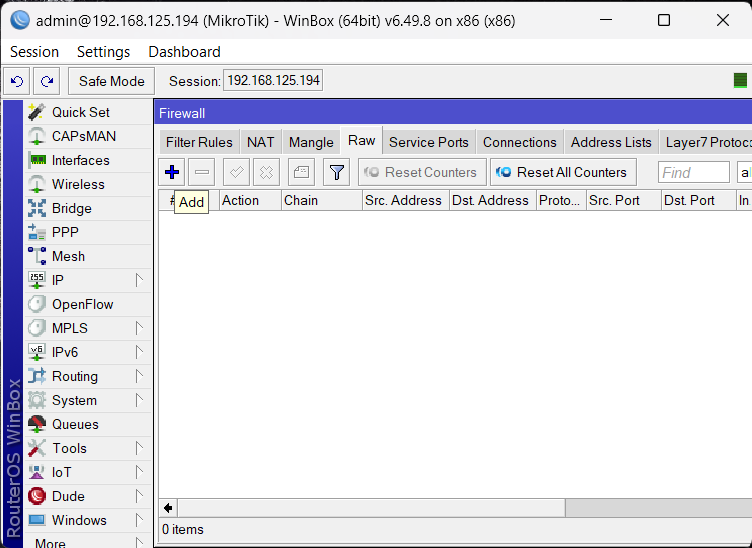 admin@192.168.125.194 (MikroTik) - WinBox (64bit) v6.49.8 on x86 (x86)
Session Settings Dashboard
Safe Mode Session: 192.168.125.194
Quick Set
CAPsMAN
Interfaces
Wireless
Bridge
PPP
Mesh
IP
OpenFlow
MPLS
IPv6
Routing
System
Queues
Tools
IoT
Dude
Windows
More
RouterOS WinBox
Firewall
Filter Rules NAT Mangle Raw Service Ports Connections Address Lists Layer7 Protoco
Reset Counters Reset All Counters Find al
# Action Chain Src. Address Dst. Address Proto... Src. Port Dst. Port In
Add
0 items